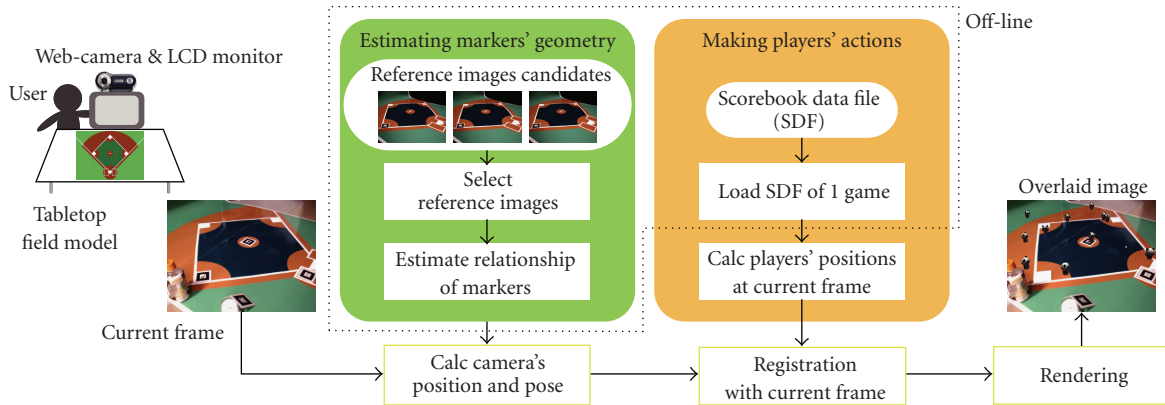 Off-line
Web-camera & LCD monitor
User
Tabletop
field model
Current frame
Estimating markers’ geometry
Reference images candidates
Select
reference images
Estimate relationship
of markers
Making players’ actions
Scorebook data file
(SDF)
Load SDF of 1 game
Calc players’ positions
at current frame
Overlaid image
Calc camera’s
position and pose
Registration
with current frame
Rendering